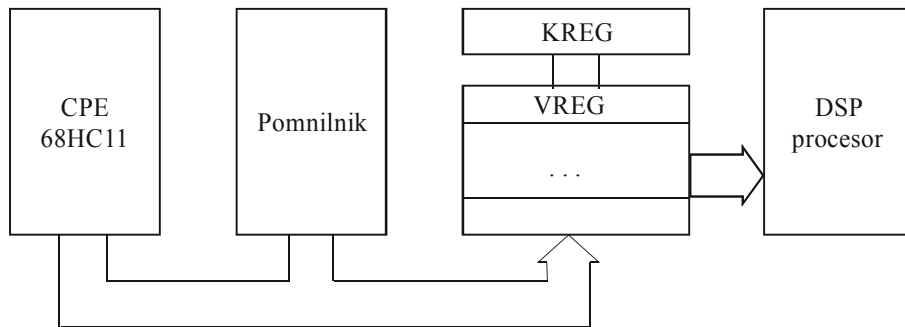 CPE
68HC11
Pomnilnik
KREG
VREG
. . .
DSP
procesor